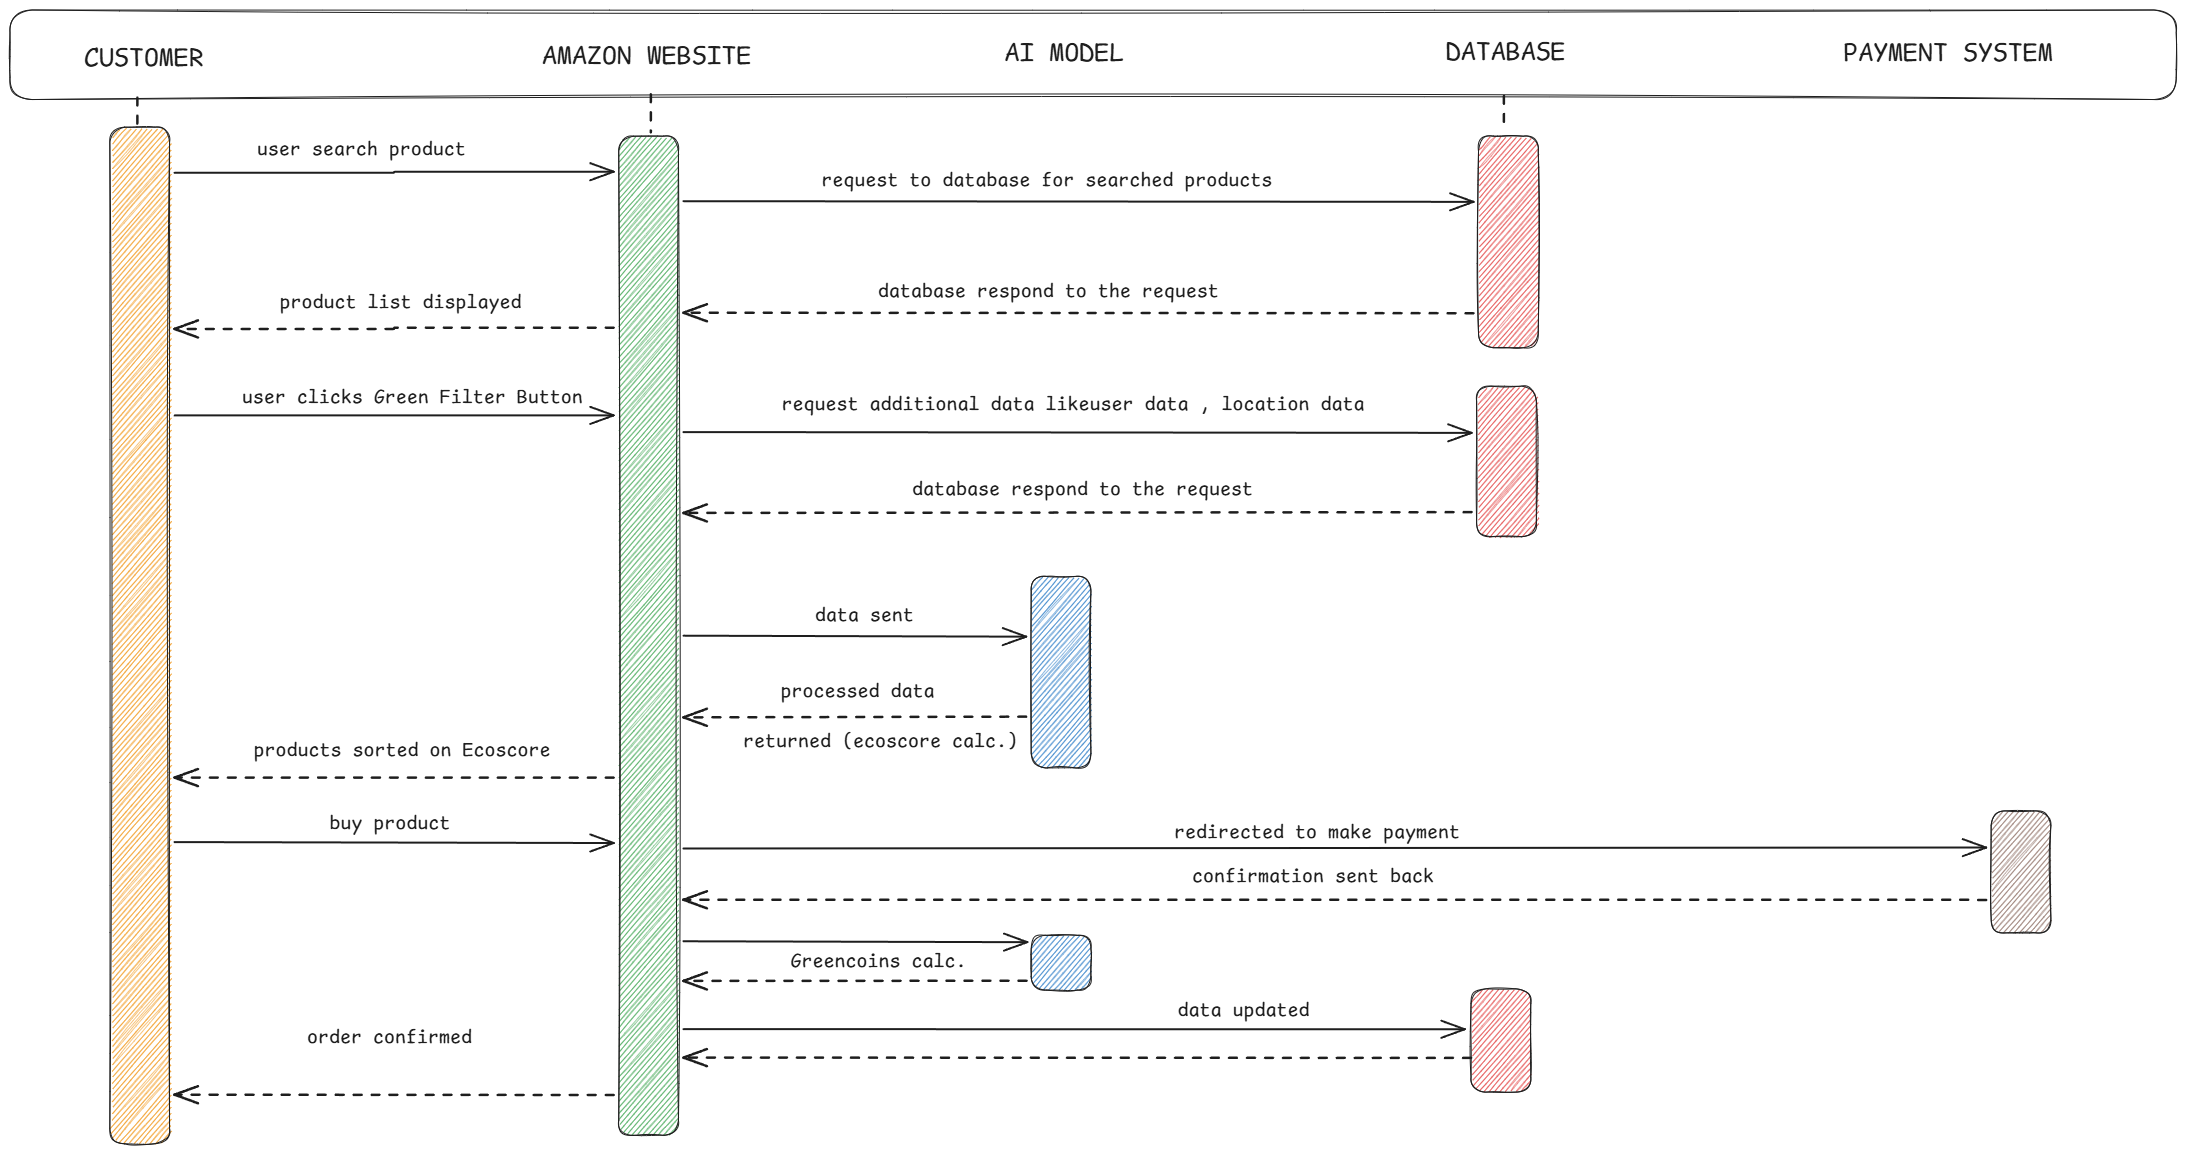 CUSTOMER
AMAZON WEBSITE
AI MODEL
DATABASE
PAYMENT SYSTEM
user search product
request to database for searched products
database respond to the request
product list displayed
user clicks Green Filter Button
request additional data likeuser data , location data
database respond to the request
data sent
processed data
returned (ecoscore calc.)
products sorted on Ecoscore
buy product
redirected to make payment
confirmation sent back
Greencoins calc.
data updated
order confirmed